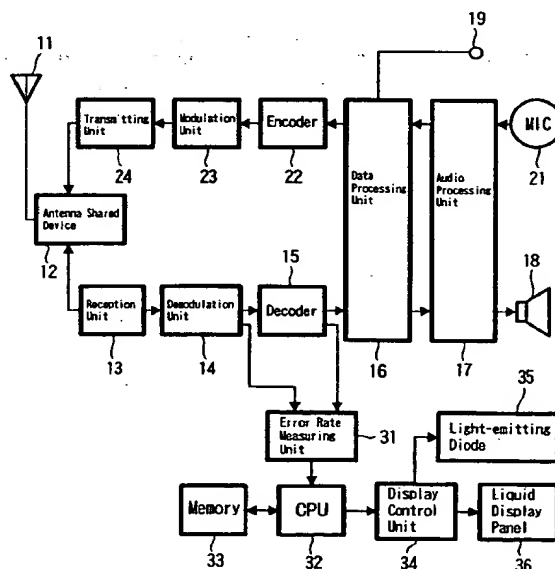 11
19
Transmitting
Unit
24
Modulation
Unit
23
Encoder
22
Data Processing
Unit
16
Audio Processing
Unit
17
MIC
21
Antenna Shared
Device
12
Reception
Unit
13
Demodulation
Unit
14
15
Decoder
18
Error Rate
Measuring
Unit
31
35
Light-emitting
Diode
Memory
33
CPU
32
Display
Control
Unit
34
Liquid
Display
Panel
36